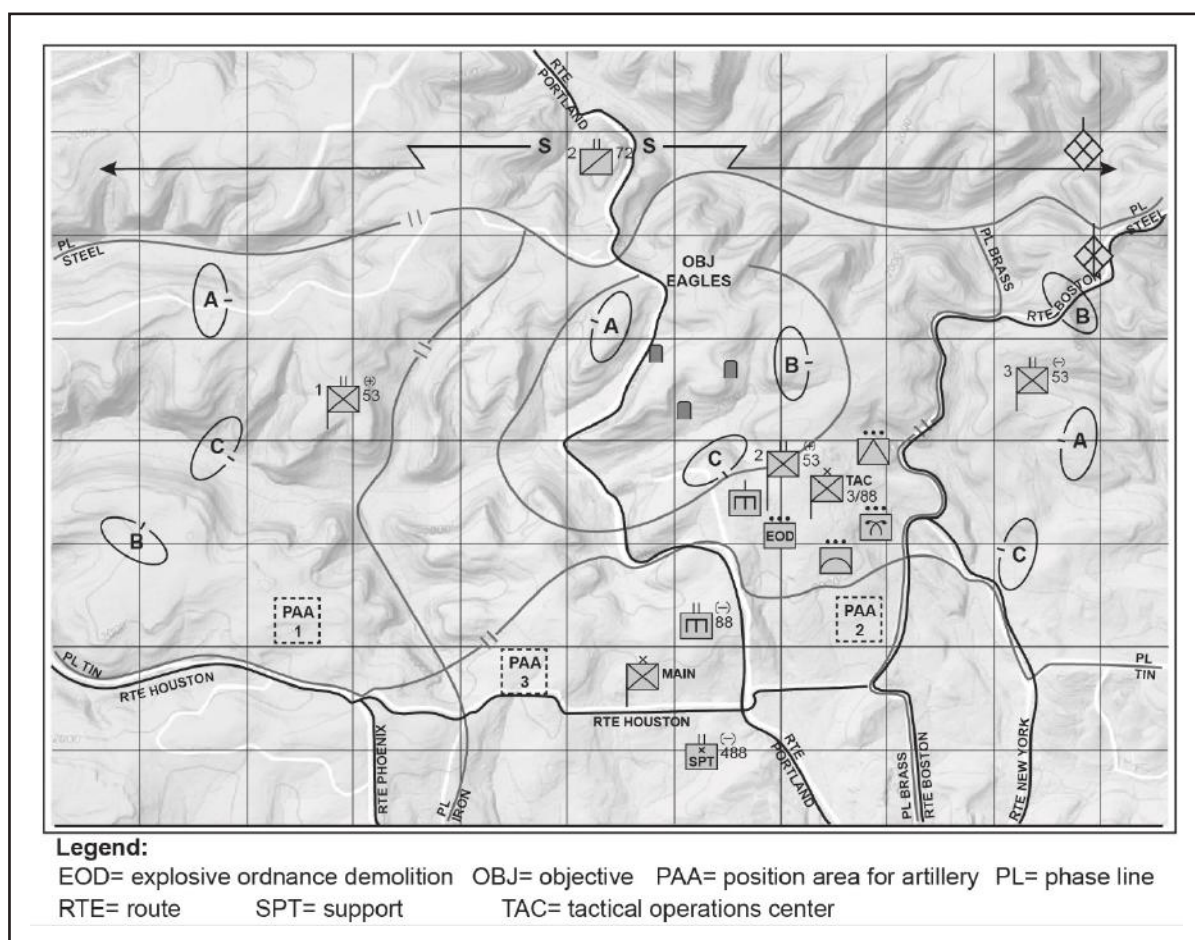 RTE PORTLAND
S
2
72
S
PL STEEL
PL STEEL
PL BRASS
OBJ
EAGLES
RTE BOSTON
A
A
B
B
1
(+)
53
3
(−)
53
C
C
2
(+)
53
A
TAC
3/88
EOD
B
C
PAA
1
PAA
2
(−)
88
PAA
3
MAIN
PL TIN
RTE HOUSTON
PL
TIN
RTE HOUSTON
(−)
488
SPT
RTE PHOENIX
PL
IRON
RTE
PORTLAND
PL BRASS
RTE BOSTON
RTE NEW YORK
Legend:
EOD= explosive ordnance demolition OBJ= objective PAA= position area for artillery PL= phase line
RTE= route SPT= support TAC= tactical operations center